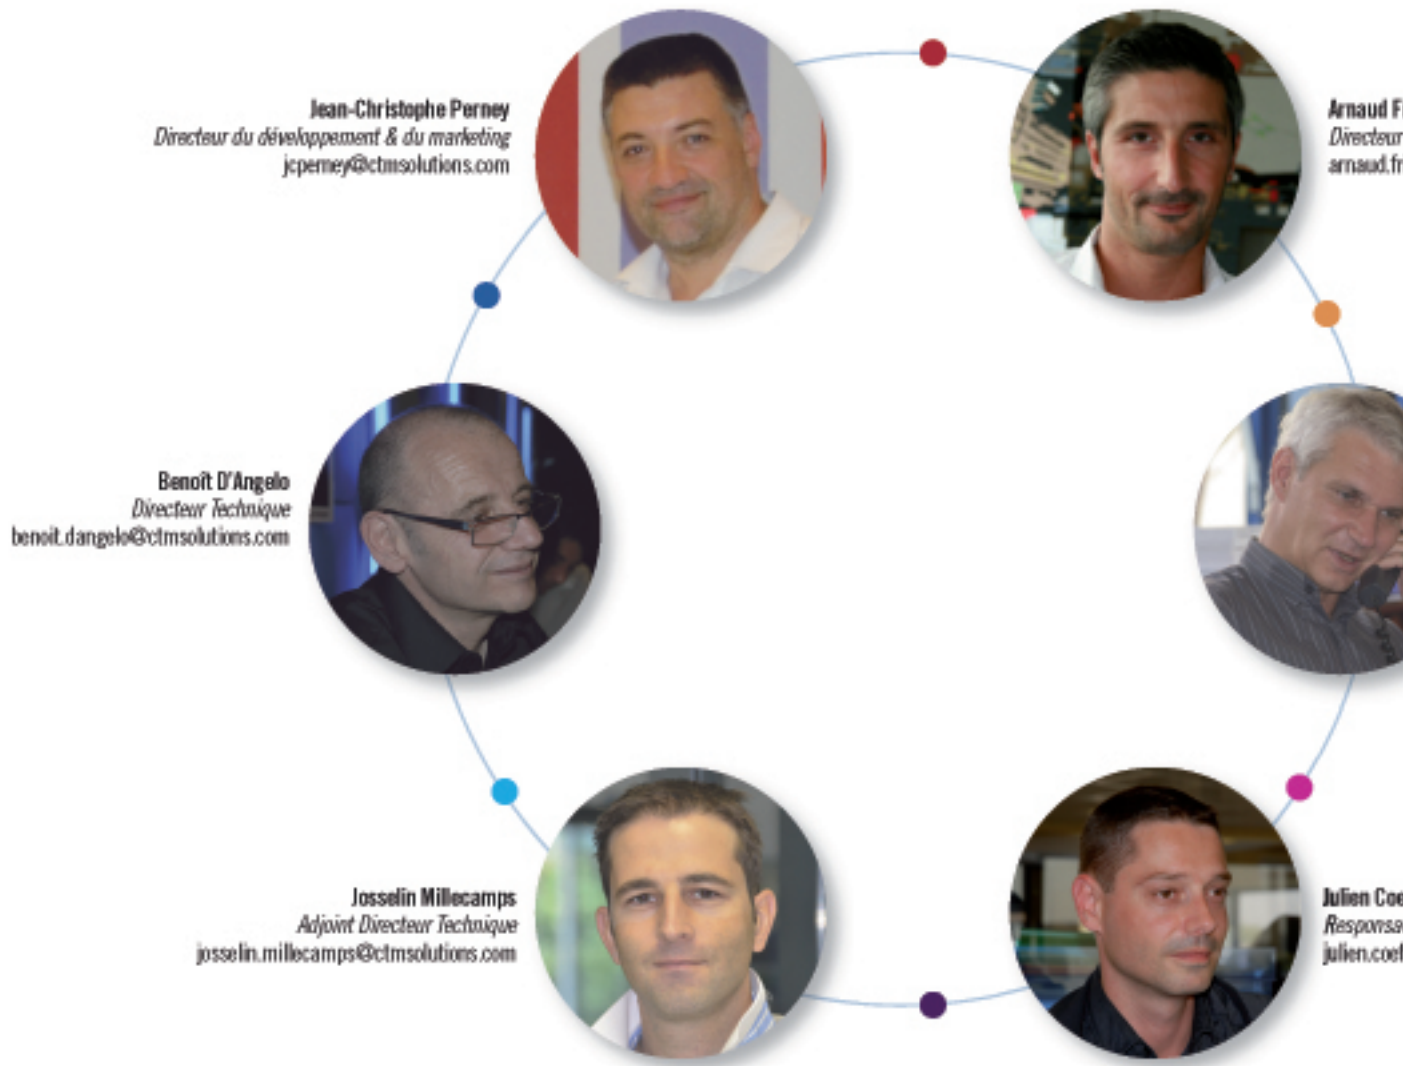 Jean-Christophe Perney
Directeur du développement & du marketing
jcperney@ctmsolutions.com
Arnaud
Directeur
Benoît D'Angelo
Directeur Technique
benoit.dangelo@ctmsolutions.com
Josselin Millecamps
Adjoint Directeur Technique
josselin.millecamps@ctmsolutions.com
Julien